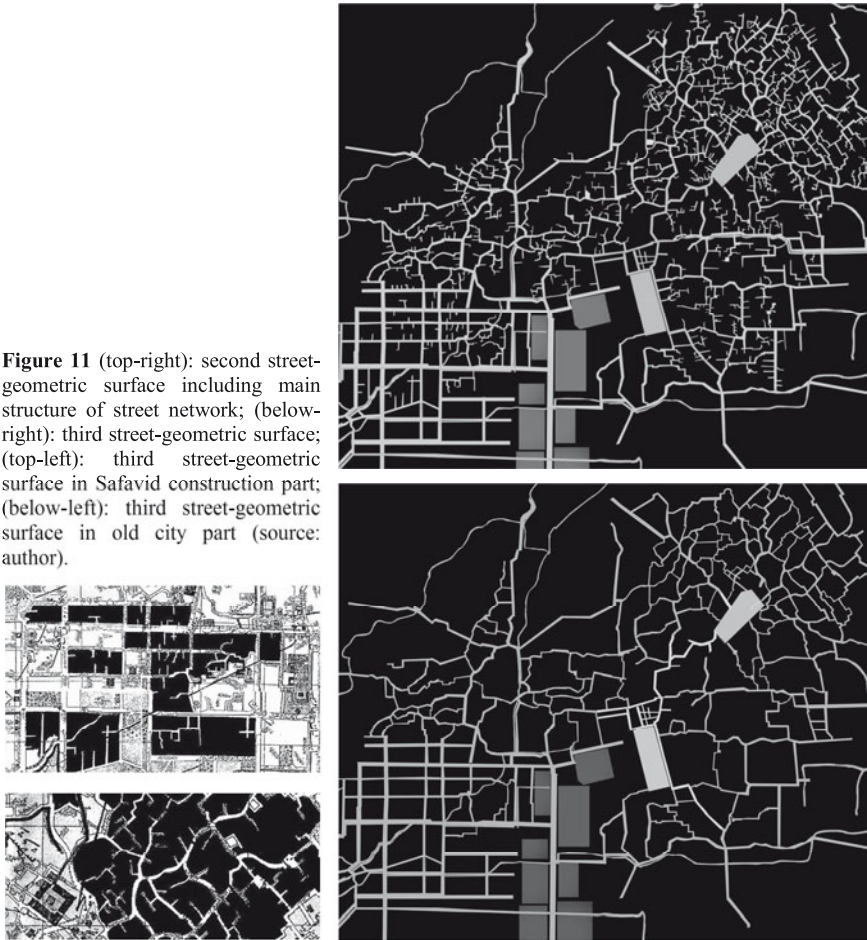 Figure 11 (top-right): second street-
geometric surface including main
structure of street network; (below-
right): third street-geometric surface;
(top-left): third street-geometric
surface in Safavid construction part;
(below-left): third street-geometric
surface in old city part (source:
author).